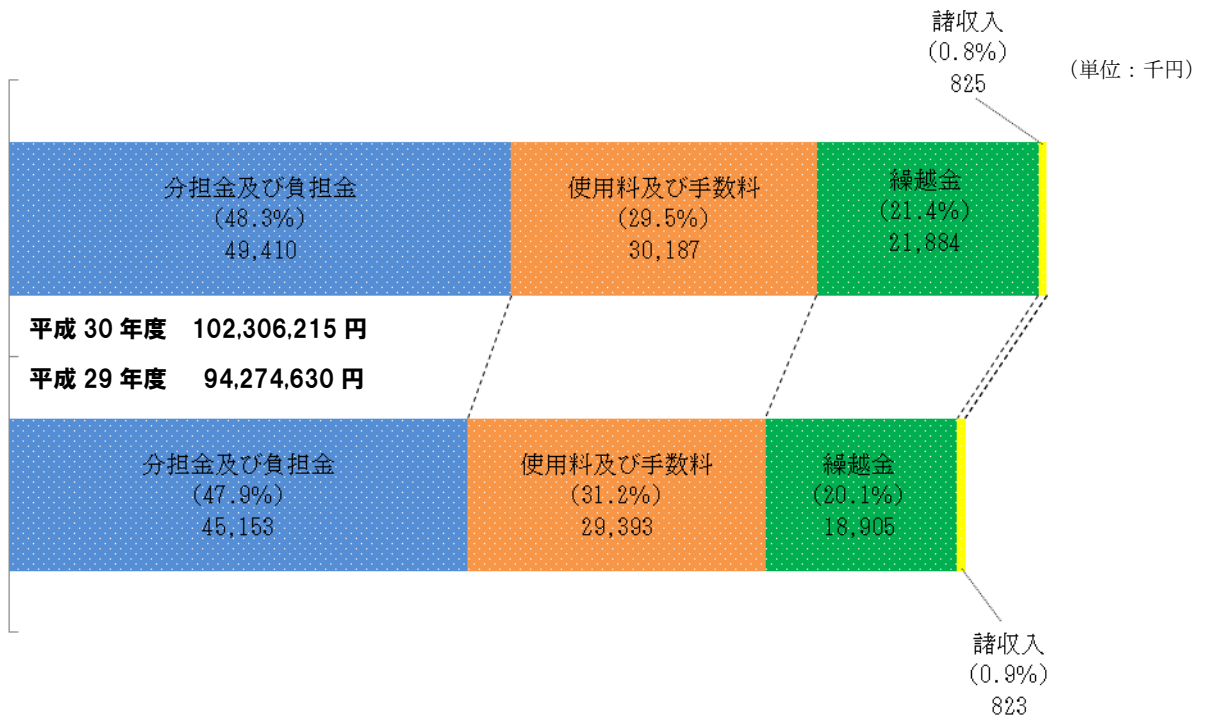 諸収入
(0.8%)
825
（単位：千円）
分担金及び負担金
(48.3%)
49,410
使用料及び手数料
(29.5%)
30,187
繰越金
(21.4%)
21,884
平成 30 年度 102,306,215 円
平成 29 年度 94,274,630 円
分担金及び負担金
(47.9%)
45,153
使用料及び手数料
(31.2%)
29,393
繰越金
(20.1%)
18,905
諸収入
(0.9%)
823